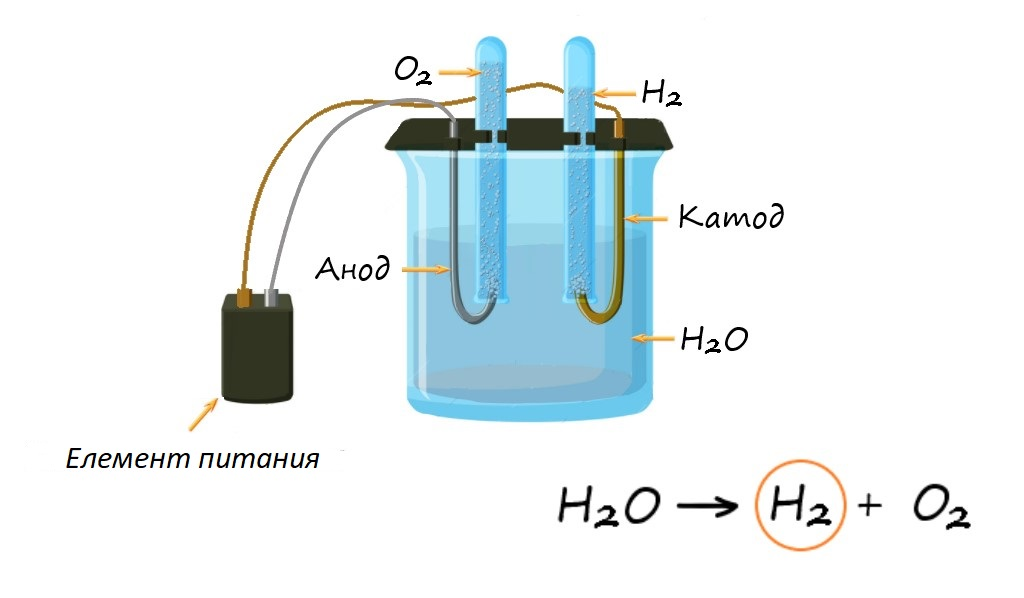 O₂
H₂
Катод
Анод
H₂O
Елемент питания
H₂O → H₂ + O₂